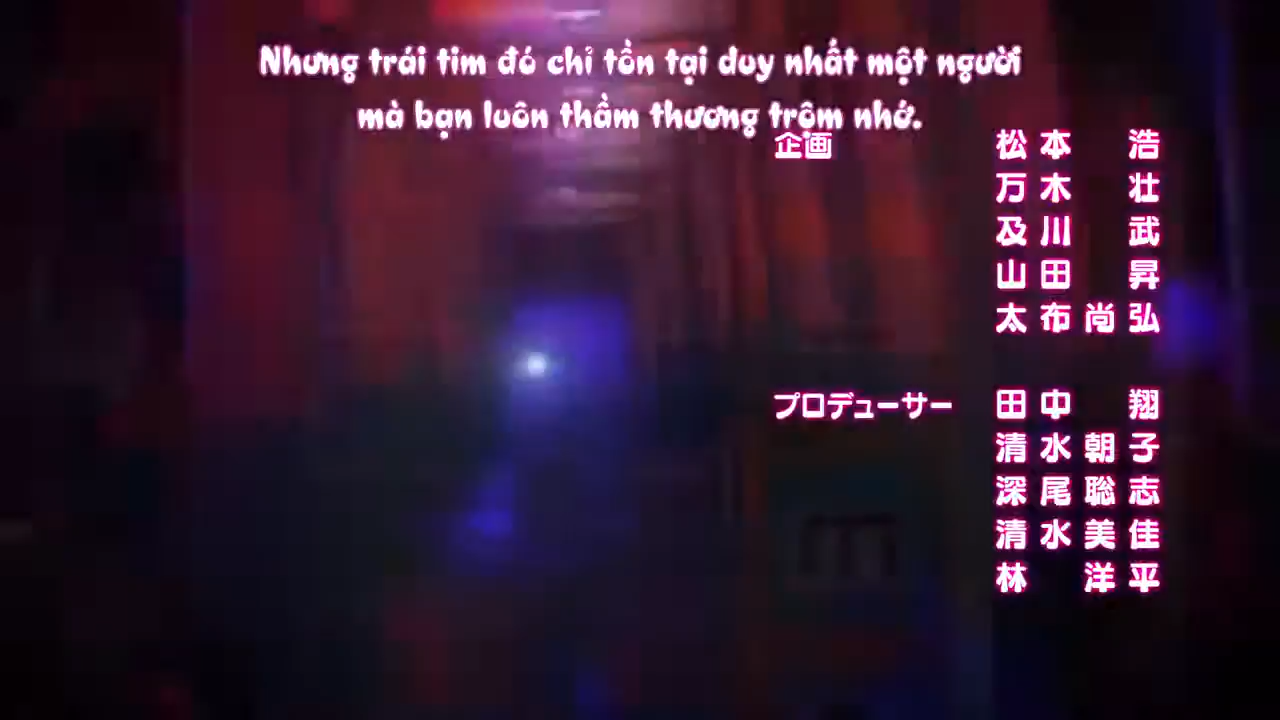 Nhưng trái tim đó chỉ tồn tại duy nhất một người
mà bạn luôn thầm thương trộm nhớ.
企画 松本 浩
万木 壮
及川 武
山田 昇
太布尚弘
プロデューサー 田中 翔
清水朝子
深尾聡志
清水美佳
林 洋平